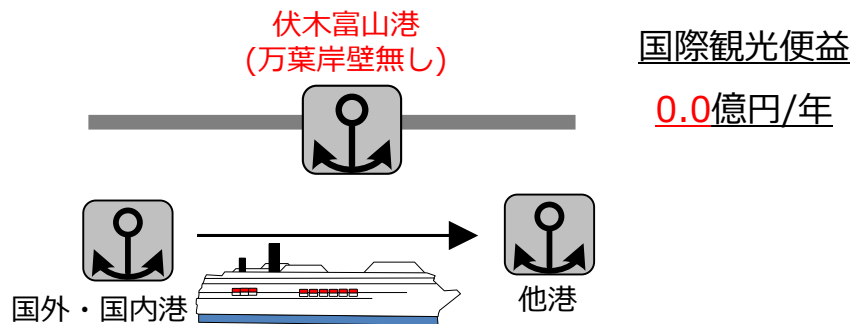 伏木富山港
(万葉岸壁無し)
国際観光便益
0.0億円/年
国外・国内港
他港